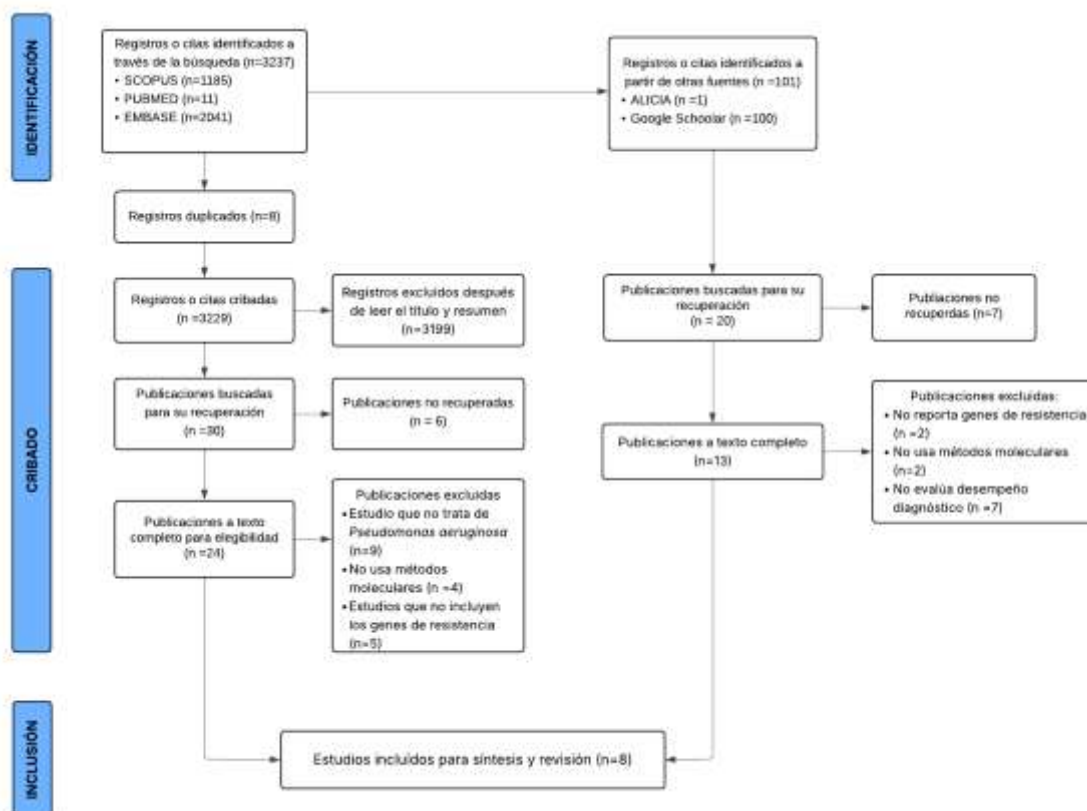 IDENTIFICACIÓN
Registros o citas identificados a
través de la búsqueda (n=3237)
• SCOPUS (n=1185)
• PUBMED (n=11)
• EMBASE (n=2041)
Registros o citas identificados a
partir de otras fuentes (n =101)
• ALICIA (n =1)
• Google Schoolar (n =100)
Registros duplicados (n=8)
CRIBADO
Registros o citas cribadas
(n =3229)
Registros excluidos después
de leer el título y resumen
(n=3199)
Publicaciones buscadas para su
recuperación
(n = 20)
Publiaciones no
recuperdas (n=7)
Publicaciones buscadas
para su recuperación
(n =30)
Publicaciones no recuperadas
(n = 6)
Publicaciones a texto completo
(n=13)
Publicaciones excluidas:
• No reporta genes de resistencia
(n =2)
• No usa métodos moleculares
(n=2)
• No evalúa desempeño
diagnóstico (n =7)
Publicaciones a texto
completo para elegibilidad
(n =24)
Publicaciones excluidas
• Estudio que no trata de
Pseudomonas aeruginosa
(n=9)
• No usa métodos
moleculares (n =4)
• Estudios que no incluyen
los genes de resistencia
(n=5)
INCLUSIÓN
Estudios incluídos para síntesis y revisión (n=8)